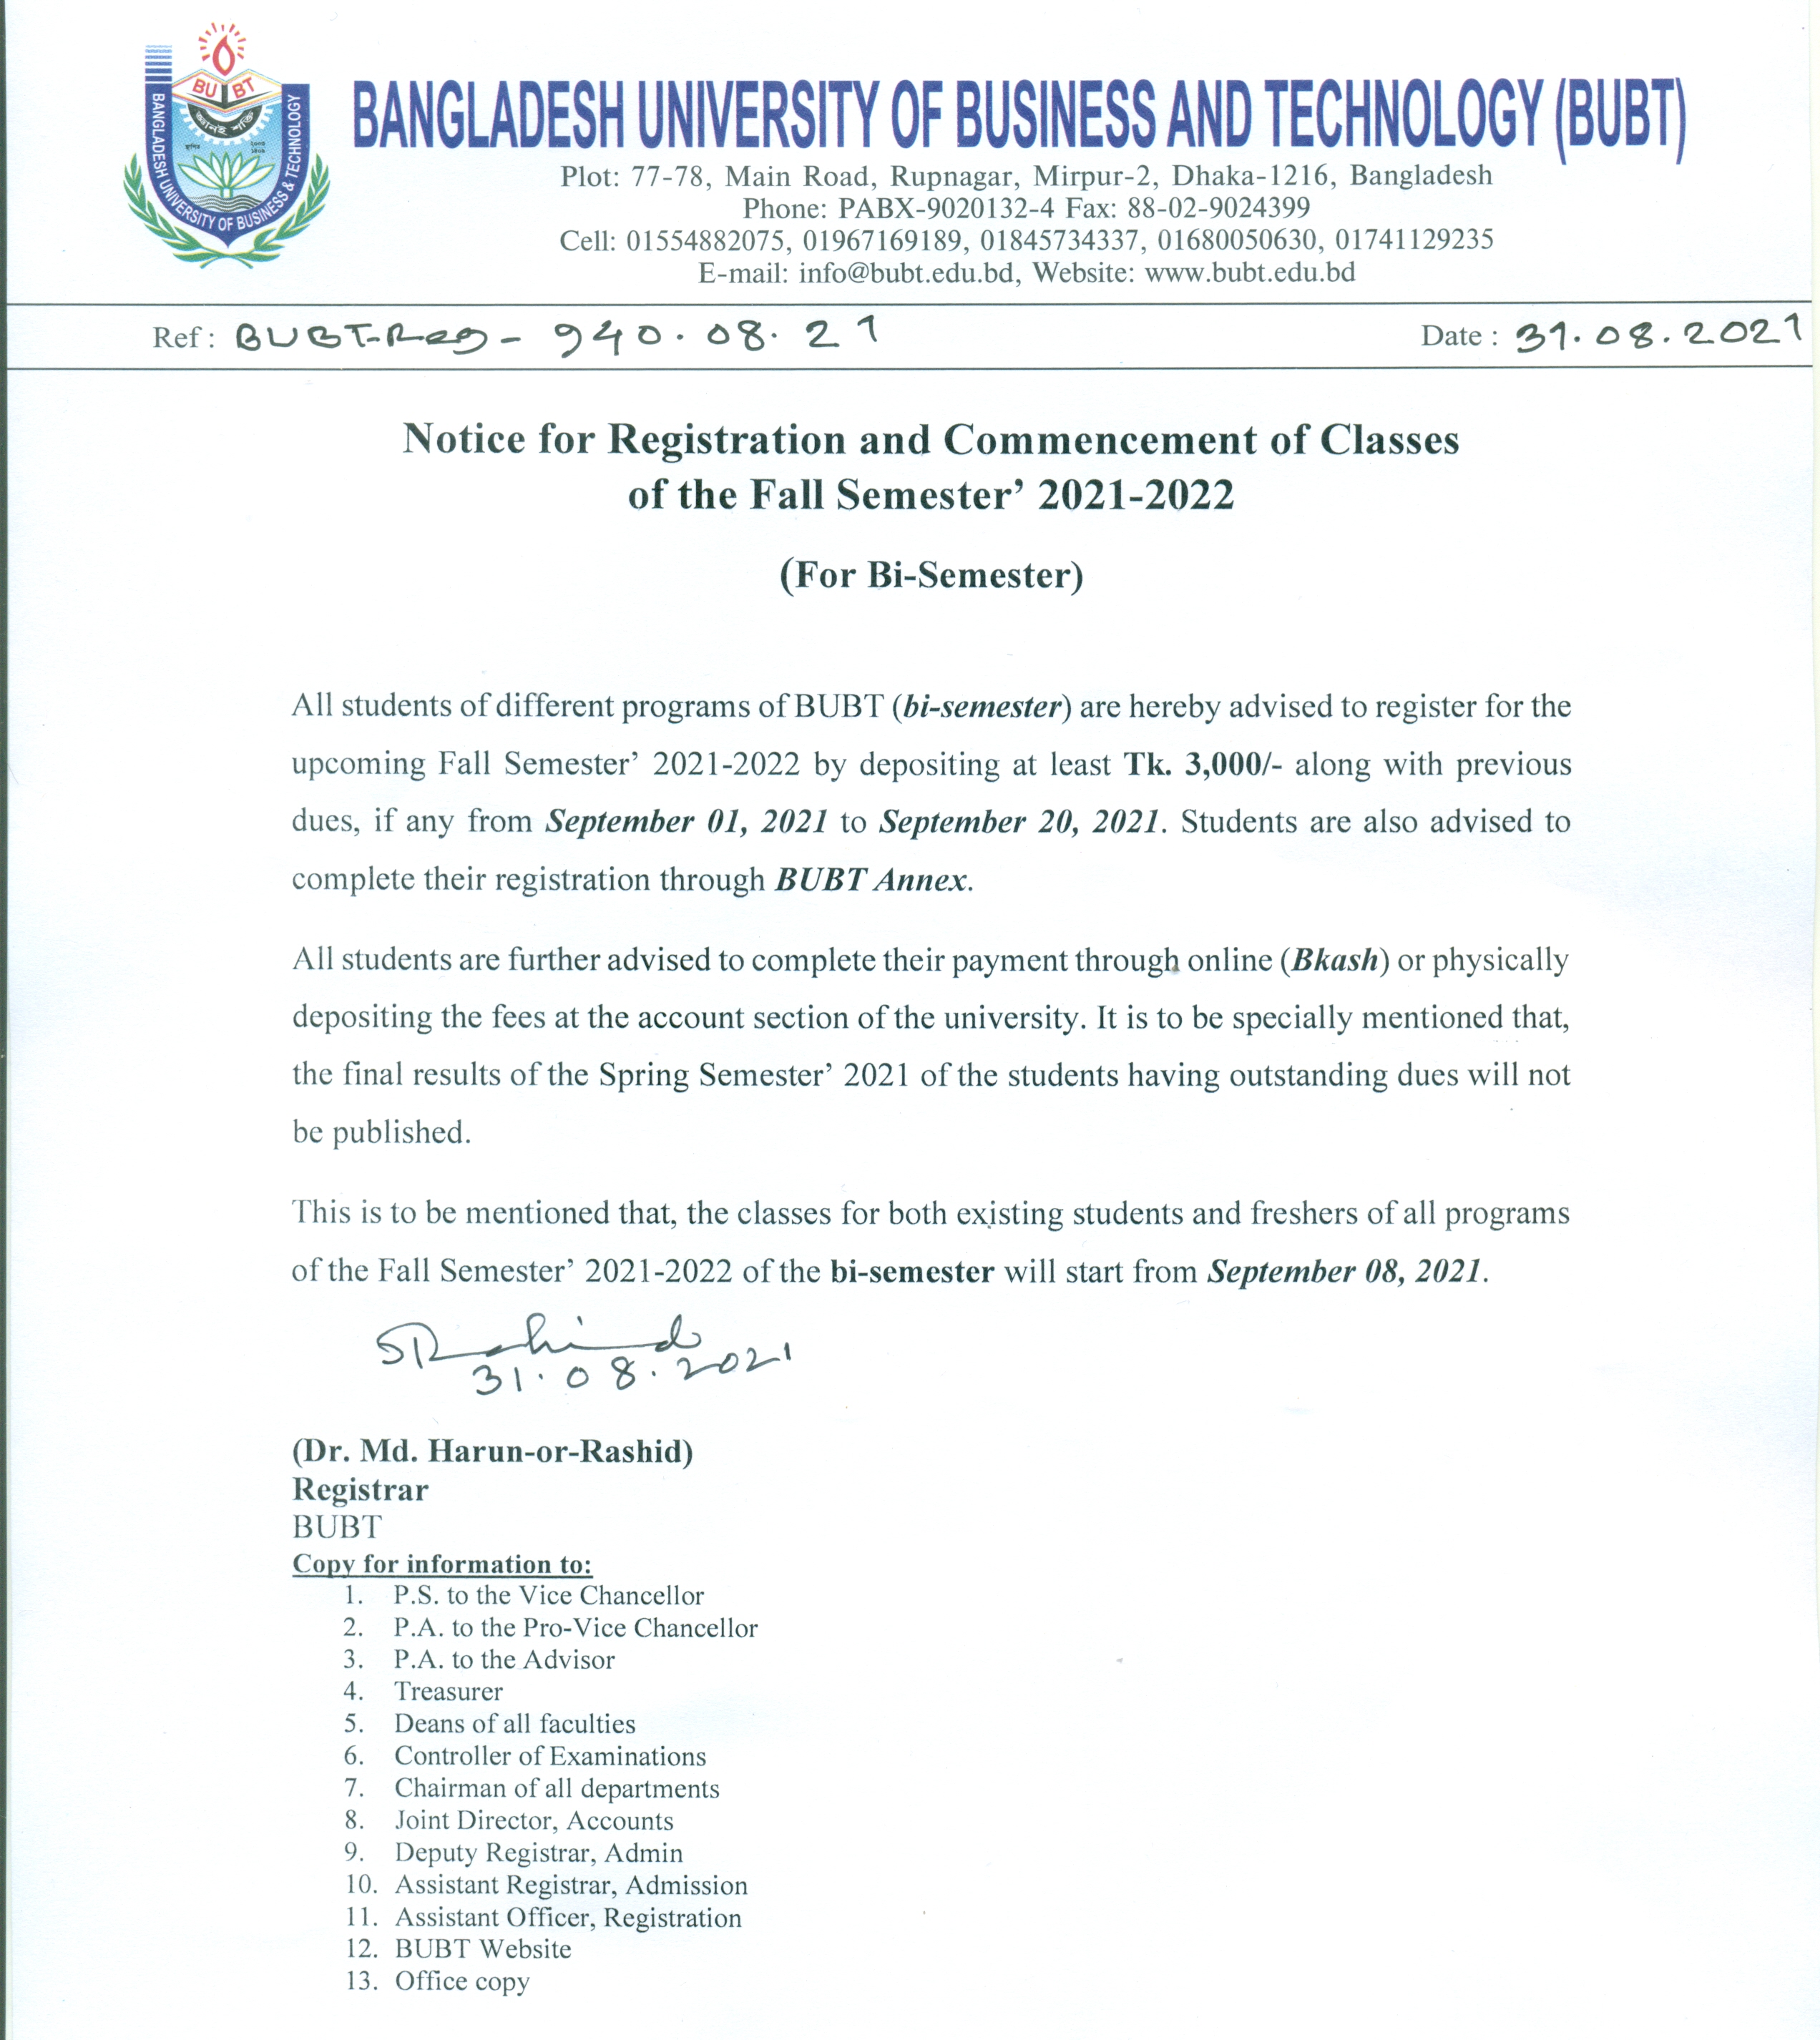 BU BT
জ্ঞানই শক্তি
স্থাপিত ২০০৩
BANGLADESH UNIVERSITY OF BUSINESS & TECHNOLOGY
BANGLADESH UNIVERSITY OF BUSINESS AND TECHNOLOGY (BUBT)
Plot: 77-78, Main Road, Rupnagar, Mirpur-2, Dhaka-1216, Bangladesh
Phone: PABX-9020132-4 Fax: 88-02-9024399
Cell: 01554882075, 01967169189, 01845734337, 01680050630, 01741129235
E-mail: info@bubt.edu.bd, Website: www.bubt.edu.bd
Ref : BUBT-Reg - 940.08.21 Date : 31.08.2021
Notice for Registration and Commencement of Classes
of the Fall Semester’ 2021-2022
(For Bi-Semester)
All students of different programs of BUBT (bi-semester) are hereby advised to register for the
upcoming Fall Semester’ 2021-2022 by depositing at least Tk. 3,000/- along with previous
dues, if any from September 01, 2021 to September 20, 2021. Students are also advised to
complete their registration through BUBT Annex.
All students are further advised to complete their payment through online (Bkash) or physically
depositing the fees at the account section of the university. It is to be specially mentioned that,
the final results of the Spring Semester’ 2021 of the students having outstanding dues will not
be published.
This is to be mentioned that, the classes for both existing students and freshers of all programs
of the Fall Semester’ 2021-2022 of the bi-semester will start from September 08, 2021.
31.08.2021
(Dr. Md. Harun-or-Rashid)
Registrar
BUBT
Copy for information to:
1. P.S. to the Vice Chancellor
2. P.A. to the Pro-Vice Chancellor
3. P.A. to the Advisor
4. Treasurer
5. Deans of all faculties
6. Controller of Examinations
7. Chairman of all departments
8. Joint Director, Accounts
9. Deputy Registrar, Admin
10. Assistant Registrar, Admission
11. Assistant Officer, Registration
12. BUBT Website
13. Office copy